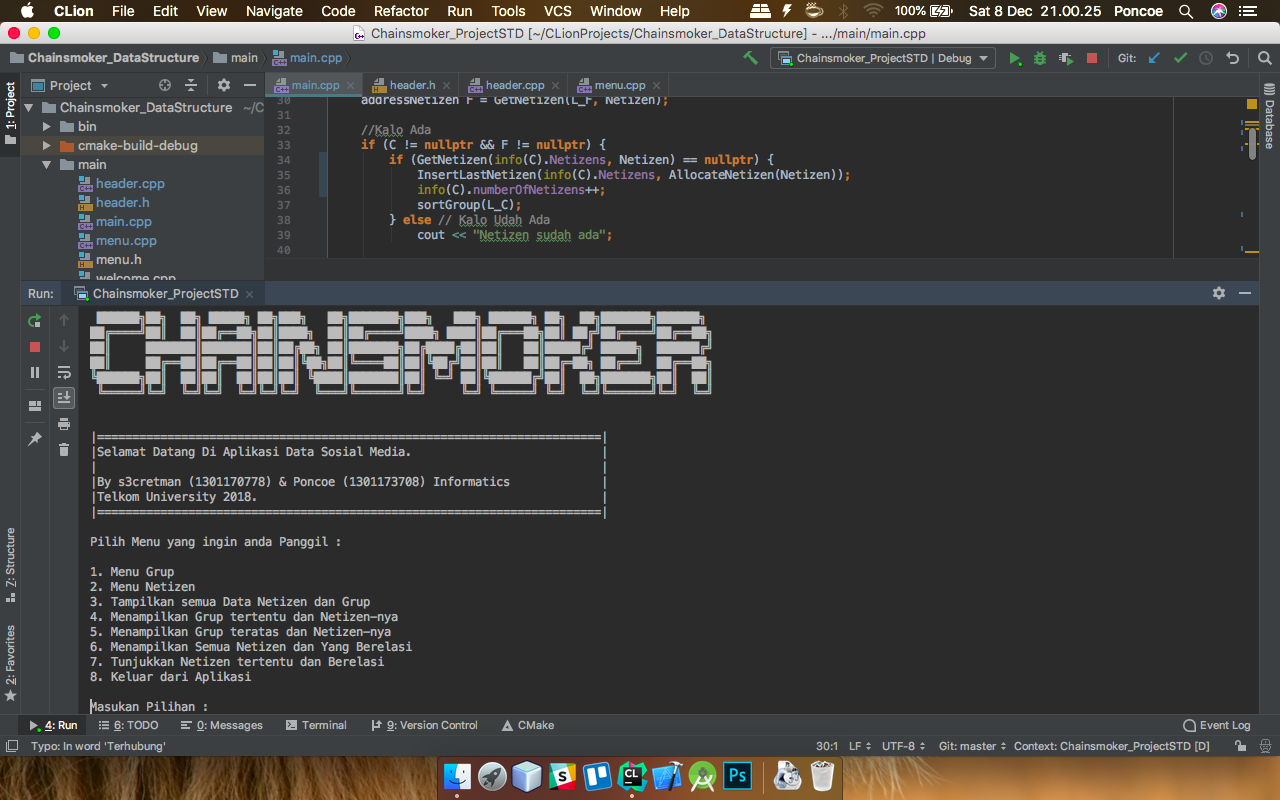 CLion File Edit View Navigate Code Refactor Run Tools VCS Window Help 100% Sat 8 Dec 21.00.25 Poncoe
Chainsmoker_ProjectSTD [~/CLionProjects/Chainsmoker_DataStructure] - .../main/main.cpp
Chainsmoker_DataStructure main main.cpp Chainsmoker_ProjectSTD | Debug Git:
1: Project
Project
main.cpp header.h header.cpp menu.cpp
Chainsmoker_DataStructure ~/C
bin
cmake-build-debug
main
header.cpp
header.h
main.cpp
menu.cpp
menu.h
welcome.cpp
30 addressNetizen F = GetNetizen(L_F, Netizen);
31
32 //Kalo Ada
33 if (C != nullptr && F != nullptr) {
34 if (GetNetizen(info(C).Netizens, Netizen) == nullptr) {
35 InsertLastNetizen(info(C).Netizens, AllocateNetizen(Netizen));
36 info(C).numberOfNetizens++;
37 sortGroup(L_C);
38 } else // Kalo Udah Ada
39 cout << "Netizen sudah ada";
40
Database
Run: Chainsmoker_ProjectSTD
CHAINSMOKER
|========================================================================|
|Selamat Datang Di Aplikasi Data Sosial Media. |
| |
|By s3cretman (1301170778) & Poncoe (1301173708) Informatics |
|Telkom University 2018. |
|========================================================================|
Pilih Menu yang ingin anda Panggil :
1. Menu Grup
2. Menu Netizen
3. Tampilkan semua Data Netizen dan Grup
4. Menampilkan Grup tertentu dan Netizen-nya
5. Menampilkan Grup teratas dan Netizen-nya
6. Menampilkan Semua Netizen dan Yang Berelasi
7. Tunjukkan Netizen tertentu dan Berelasi
8. Keluar dari Aplikasi
Masukan Pilihan :
7: Structure
2: Favorites
4: Run 6: TODO 0: Messages Terminal 9: Version Control CMake Event Log
Typo: In word 'Terhubung' 30:1 LF UTF-8 Git: master Context: Chainsmoker_ProjectSTD [D]
CL
Ps